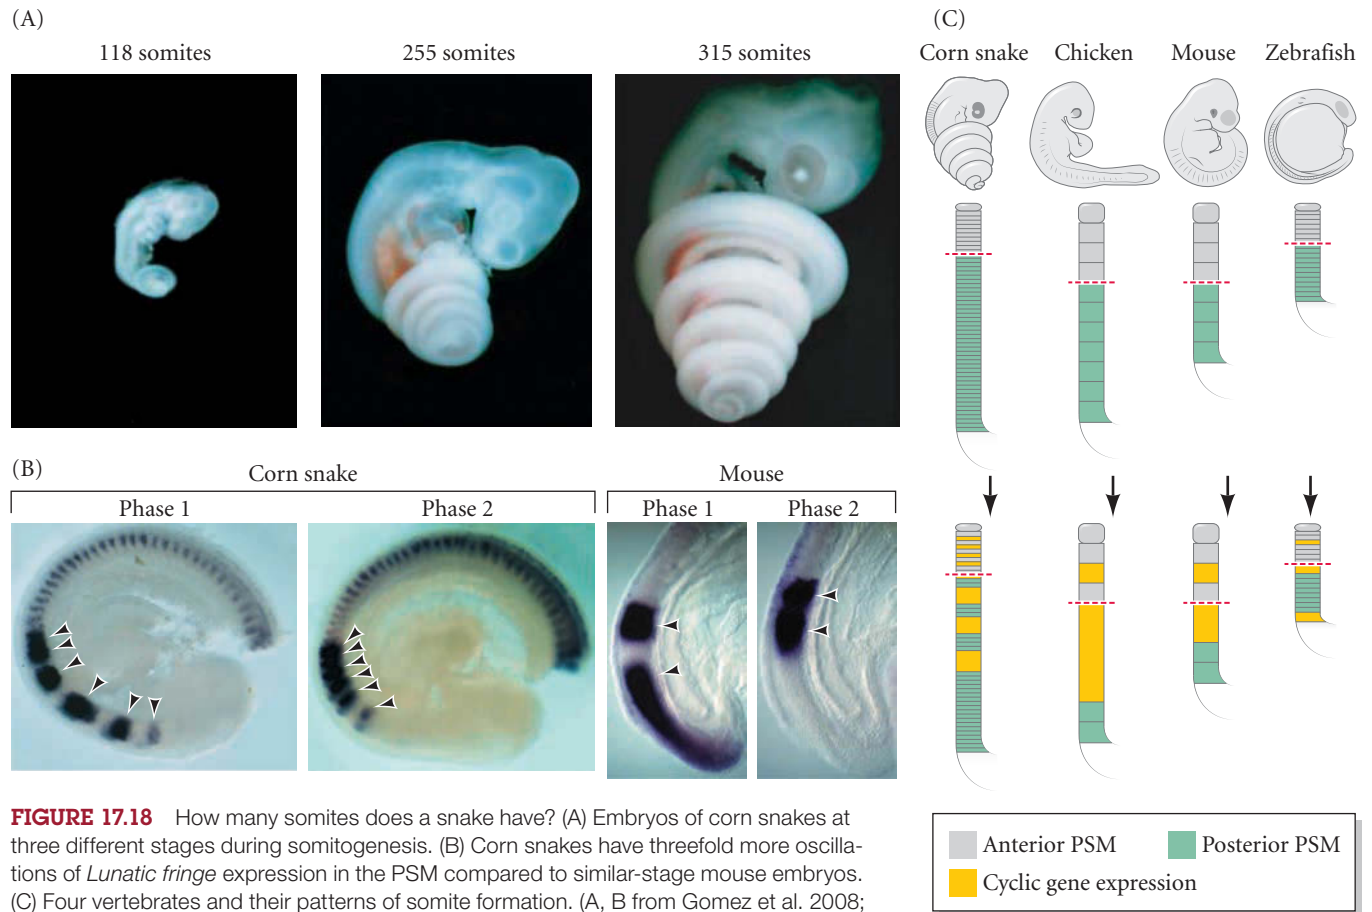 (A)
118 somites
255 somites
315 somites
(B)
Corn snake
Mouse
Phase 1
Phase 2
Phase 1
Phase 2
FIGURE 17.18 How many somites does a snake have? (A) Embryos of corn snakes at
three different stages during somitogenesis. (B) Corn snakes have threefold more oscilla-
tions of Lunatic fringe expression in the PSM compared to similar-stage mouse embryos.
(C) Four vertebrates and their patterns of somite formation. (A, B from Gomez et al. 2008;
(C)
Corn snake
Chicken
Mouse
Zebrafish
Anterior PSM
Posterior PSM
Cyclic gene expression